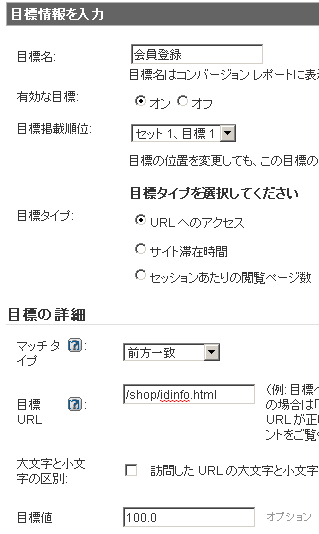 目標情報を入力
目標名:
会員登録
目標名はコンバージョン レポートに表
有効な目標:
オン オフ
目標掲載順位:
セット 1、目標 1
目標の位置を変更しても、この目標の
目標タイプを選択してください
目標タイプ:
URL へのアクセス
サイト滞在時間
セッションあたりの閲覧ページ数
目標の詳細
マッチ タイプ [?]:
前方一致
目標 URL [?]:
/shop/idinfo.html
(例: 目標ペ
の場合は「
URL が正
ントをご覧く
大文字と小文字の区別:
訪問した URL の大文字と小文字
目標値
100.0
オプション